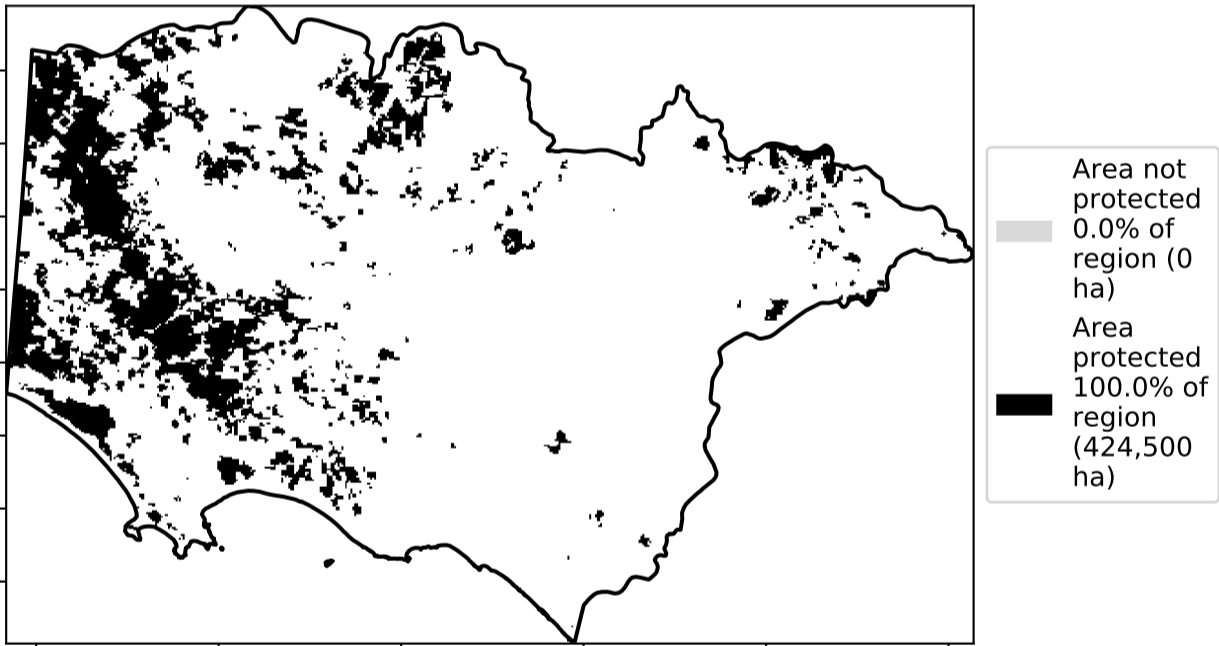 Area not
protected
0.0% of
region (0
ha)
Area
protected
100.0% of
region
(424,500
ha)